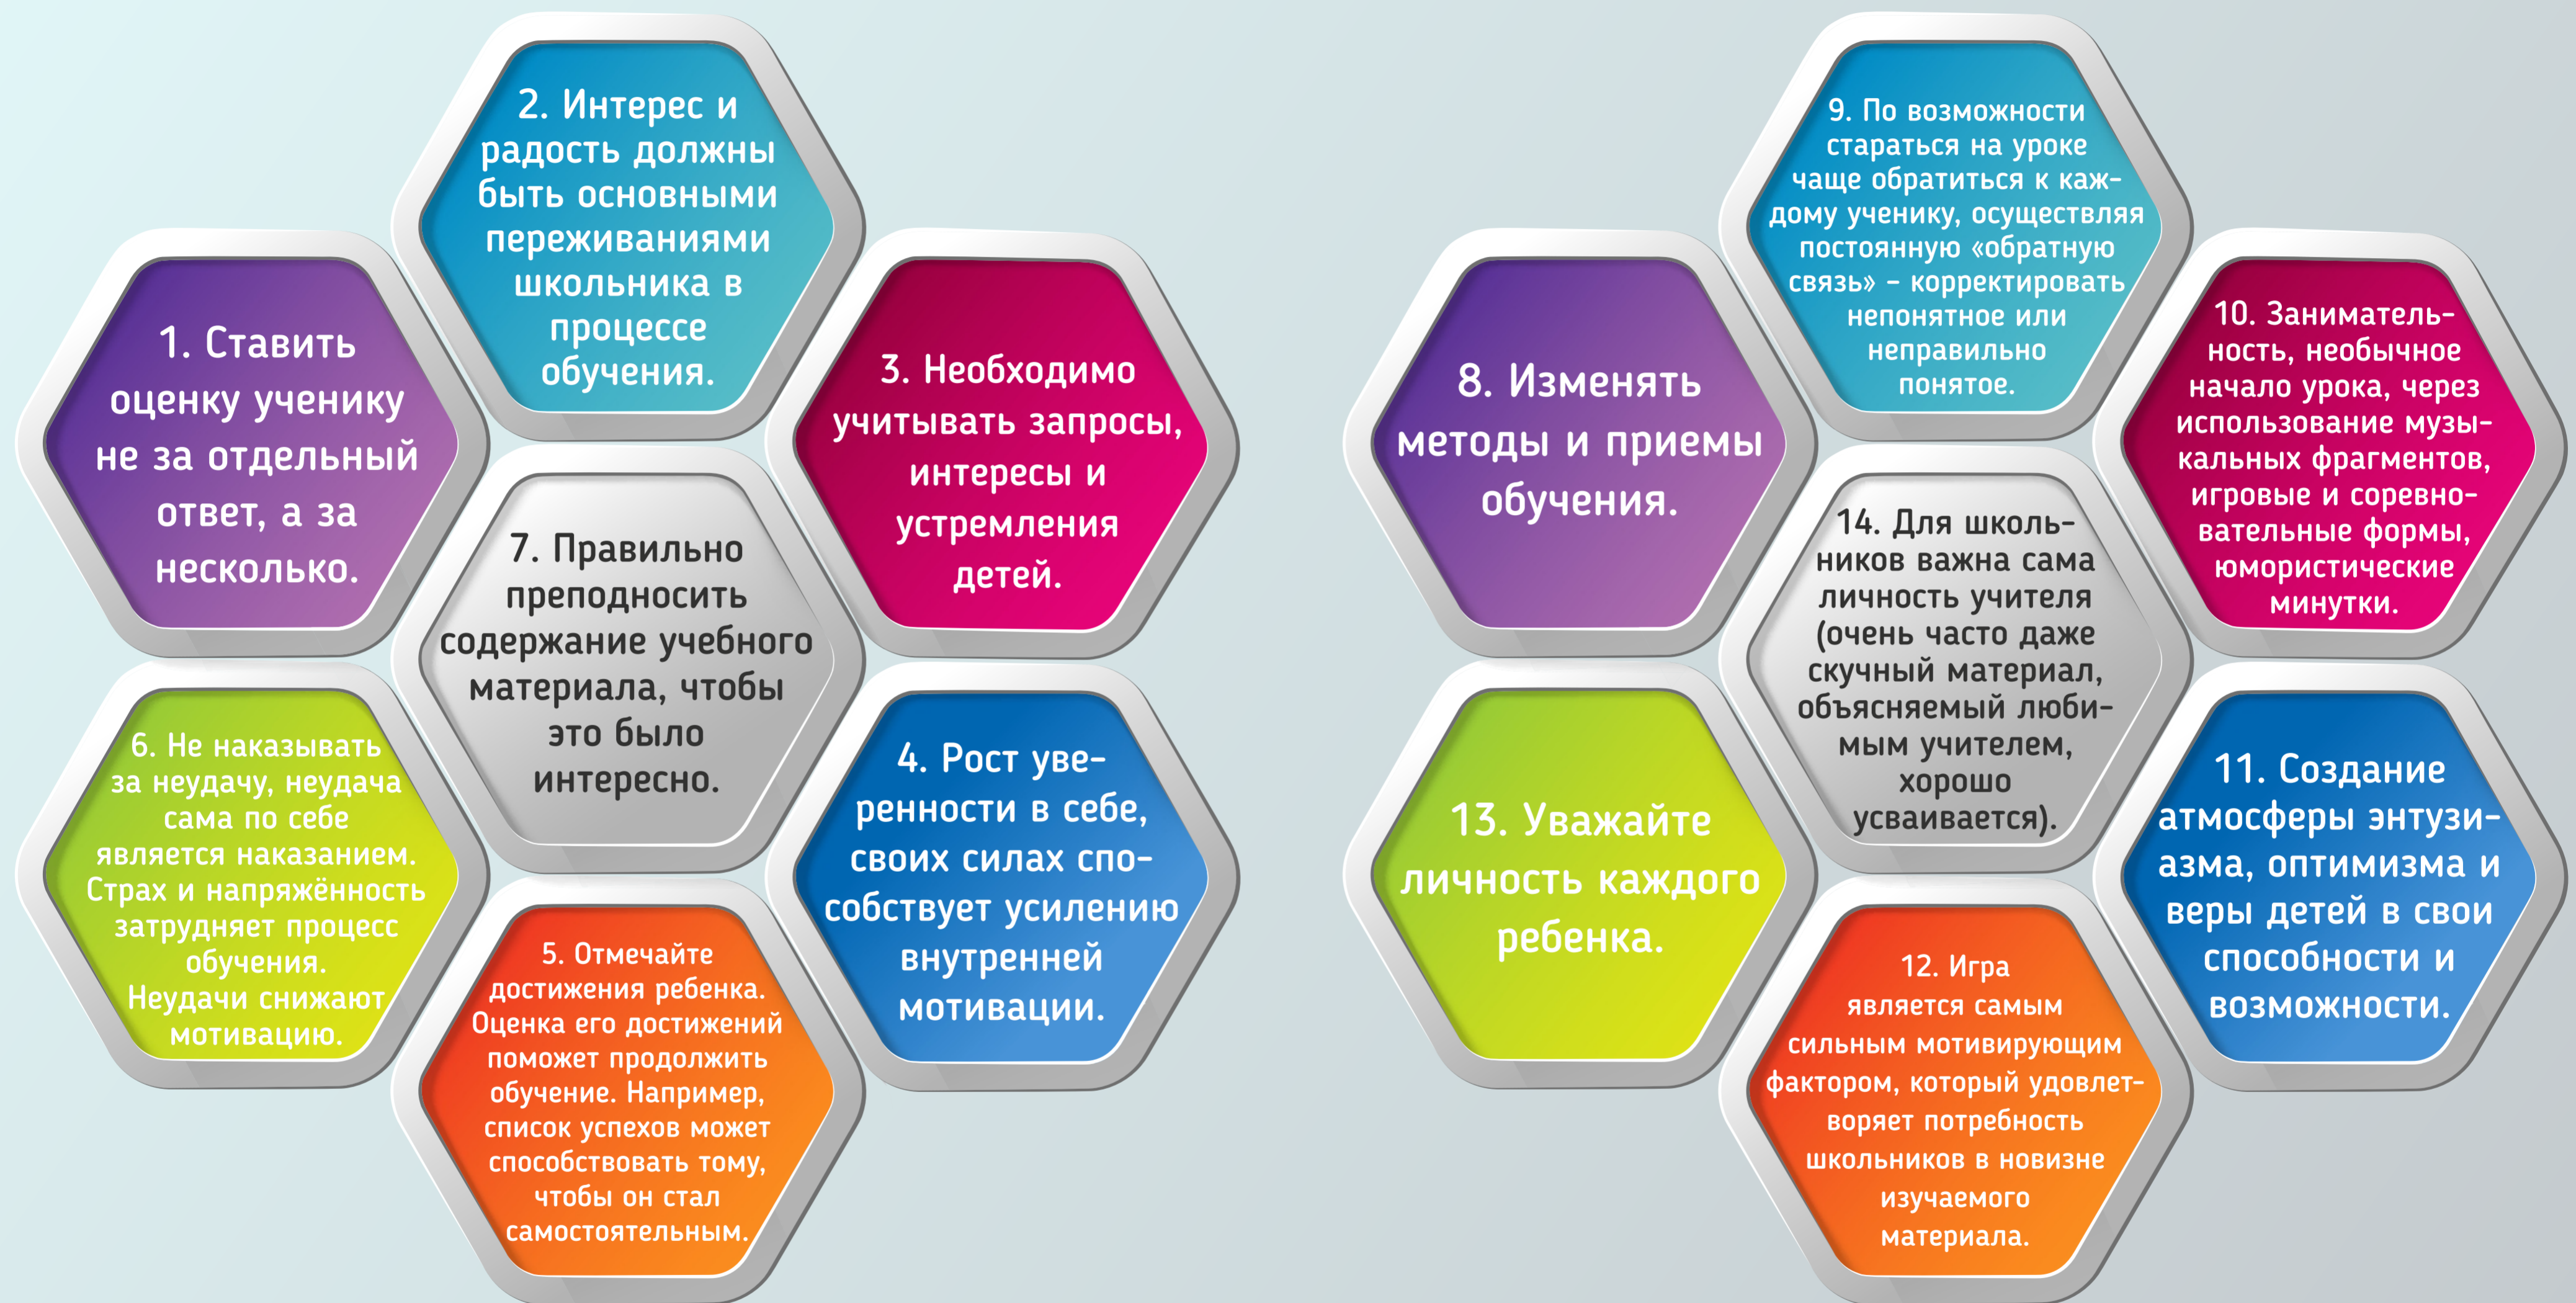 1. Ставить
оценку ученику
не за отдельный
ответ, а за
несколько.
2. Интерес и
радость должны
быть основными
переживаниями
школьника в
процессе
обучения.
3. Необходимо
учитывать запросы,
интересы и
устремления
детей.
4. Рост уве-
ренности в себе,
своих силах спо-
собствует усилению
внутренней
мотивации.
5. Отмечайте
достижения ребенка.
Оценка его достижений
поможет продолжить
обучение. Например,
список успехов может
способствовать тому,
чтобы он стал
самостоятельным.
6. Не наказывать
за неудачу, неудача
сама по себе
является наказанием.
Страх и напряжённость
затрудняет процесс
обучения.
Неудачи снижают
мотивацию.
7. Правильно
преподносить
содержание учебного
материала, чтобы
это было
интересно.
8. Изменять
методы и приемы
обучения.
9. По возможности
стараться на уроке
чаще обратиться к каж-
дому ученику, осуществляя
постоянную «обратную
связь» – корректировать
непонятное или
неправильно
понятое.
10. Заниматель-
ность, необычное
начало урока, через
использование музы-
кальных фрагментов,
игровые и соревно-
вательные формы,
юмористические
минутки.
11. Создание
атмосферы энтузи-
азма, оптимизма и
веры детей в свои
способности и
возможности.
12. Игра
является самым
сильным мотивирующим
фактором, который удовлет-
воряет потребность
школьников в новизне
изучаемого
материала.
13. Уважайте
личность каждого
ребенка.
14. Для школь-
ников важна сама
личность учителя
(очень часто даже
скучный материал,
объясняемый люби-
мым учителем,
хорошо
усваивается).